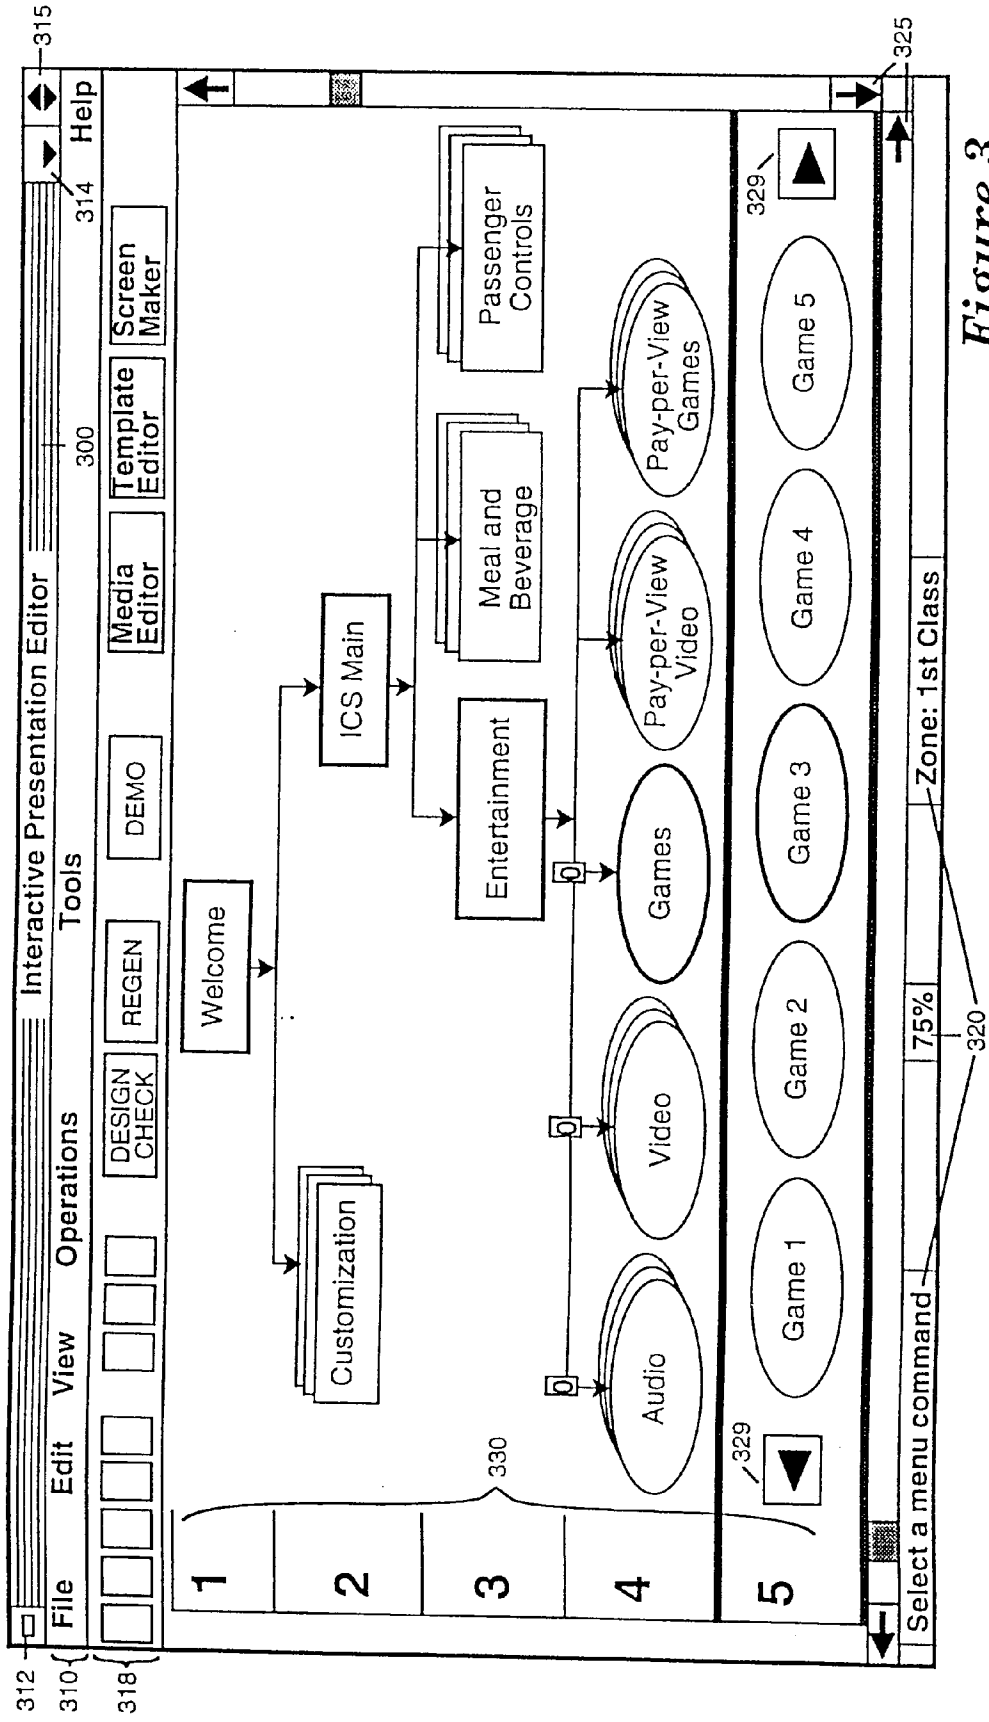 312
Interactive Presentation Editor
315
310
File Edit View Operations Tools Help
300
314
318
DESIGN
CHECK
REGEN
DEMO
Media
Editor
Template
Editor
Screen
Maker
1
Welcome
2
Customization
ICS Main
3
Entertainment
Meal and
Beverage
Passenger
Controls
330
0
0
0
4
Audio
Video
Games
Pay-per-View
Video
Pay-per-View
Games
5
329
Game 1
Game 2
Game 3
Game 4
Game 5
329
325
Select a menu command
75%
Zone: 1st Class
320
Figure 3